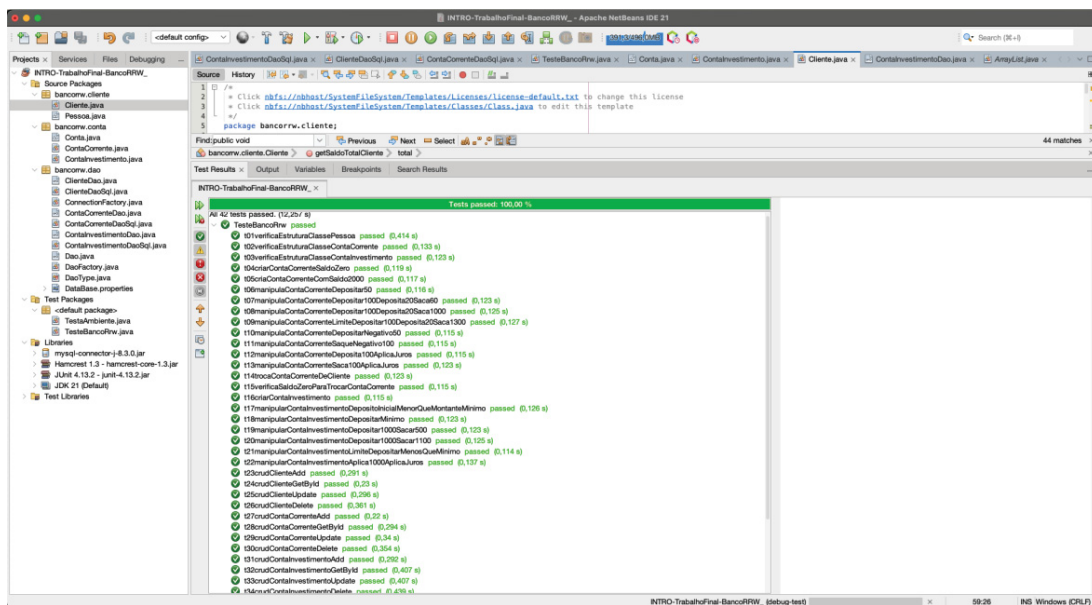 INTRO-TrabalhoFinal-BancoRRW_ - Apache NetBeans IDE 21
<default config>
Search (⌘+I)
Projects × Services Files Debugging
ContaInvestimentoDaoSql.java × ClienteDaoSql.java × ContaCorrenteDaoSql.java × TesteBancoRrw.java × Conta.java × ContaCorrente.java × ContaInvestimento.java × Cliente.java × ContaInvestimentoDao.java × ArrayList.java ×
INTRO-TrabalhoFinal-BancoRRW_
Source Packages
bancorrw.cliente
Cliente.java
Pessoa.java
bancorrw.conta
Conta.java
ContaCorrente.java
ContaInvestimento.java
bancorrw.dao
ClienteDao.java
ClienteDaoSql.java
ConnectionFactory.java
ContaCorrenteDao.java
ContaCorrenteDaoSql.java
ContaInvestimentoDao.java
ContaInvestimentoDaoSql.java
Dao.java
DaoFactory.java
DaoType.java
DataBase.properties
Test Packages
<default package>
TestaAmbiente.java
TesteBancoRrw.java
Libraries
mysql-connector-j-8.3.0.jar
Hamcrest 1.3 - hamcrest-core-1.3.jar
JUnit 4.13.2 - junit-4.13.2.jar
JDK 21 (Default)
Test Libraries
Source History
1 /*
2 * Click nbfs://nbhost/SystemFileSystem/Templates/Licenses/license-default.txt to change this license
3 * Click nbfs://nbhost/SystemFileSystem/Templates/Classes/Class.java to edit this template
4 */
5 package bancorrw.cliente;
Find: public void Previous Next Select 44 matches
bancorrw.cliente.Cliente getSaldoTotalCliente total
Test Results × Output Variables Breakpoints Search Results
INTRO-TrabalhoFinal-BancoRRW_ ×
Tests passed: 100,00 %
All 42 tests passed. (12,257 s)
TesteBancoRrw passed
t01verificaEstruturaClassePessoa passed (0,414 s)
t02verificaEstruturaClasseContaCorrente passed (0,133 s)
t03verificaEstruturaClasseContaInvestimento passed (0,123 s)
t04criarContaCorrenteSaldoZero passed (0,119 s)
t05criaContaCorrenteComSaldo2000 passed (0,117 s)
t06manipulaContaCorrenteDepositar50 passed (0,116 s)
t07manipulaContaCorrenteDepositar100Deposita20Saca60 passed (0,123 s)
t08manipulaContaCorrenteDepositar100Deposita20Saca1000 passed (0,125 s)
t09manipulaContaCorrenteLimiteDepositar100Deposita20Saca1300 passed (0,127 s)
t10manipulaContaCorrenteDepositarNegativo50 passed (0,115 s)
t11manipulaContaCorrenteSaqueNegativo100 passed (0,115 s)
t12manipulaContaCorrenteDeposita100AplicaJuros passed (0,115 s)
t13manipulaContaCorrenteSaca100AplicaJuros passed (0,123 s)
t14trocaContaCorrenteDeCliente passed (0,123 s)
t15verificaSaldoZeroParaTrocarContaCorrente passed (0,115 s)
t16criarContaInvestimento passed (0,115 s)
t17manipularContaInvestimentoDepositoInicialMenorQueMontanteMinimo passed (0,126 s)
t18manipularContaInvestimentoDepositarMinimo passed (0,123 s)
t19manipularContaInvestimentoDepositar1000Sacar500 passed (0,123 s)
t20manipularContaInvestimentoDepositar1000Sacar1100 passed (0,125 s)
t21manipularContaInvestimentoLimiteDepositarMenosQueMinimo passed (0,114 s)
t22manipularContaInvestimentoAplica1000AplicaJuros passed (0,137 s)
t23crudClienteAdd passed (0,291 s)
t24crudClienteGetById passed (0,23 s)
t25crudClienteUpdate passed (0,296 s)
t26crudClienteDelete passed (0,361 s)
t27crudContaCorrenteAdd passed (0,22 s)
t28crudContaCorrenteGetById passed (0,294 s)
t29crudContaCorrenteUpdate passed (0,34 s)
t30crudContaCorrenteDelete passed (0,354 s)
t31crudContaInvestimentoAdd passed (0,292 s)
t32crudContaInvestimentoGetById passed (0,407 s)
t33crudContaInvestimentoUpdate passed (0,407 s)
t34crudContaInvestimentoDelete passed (0,439 s)
INTRO-TrabalhoFinal-BancoRRW_ (debug-test) 59:26 INS Windows (CRLF)